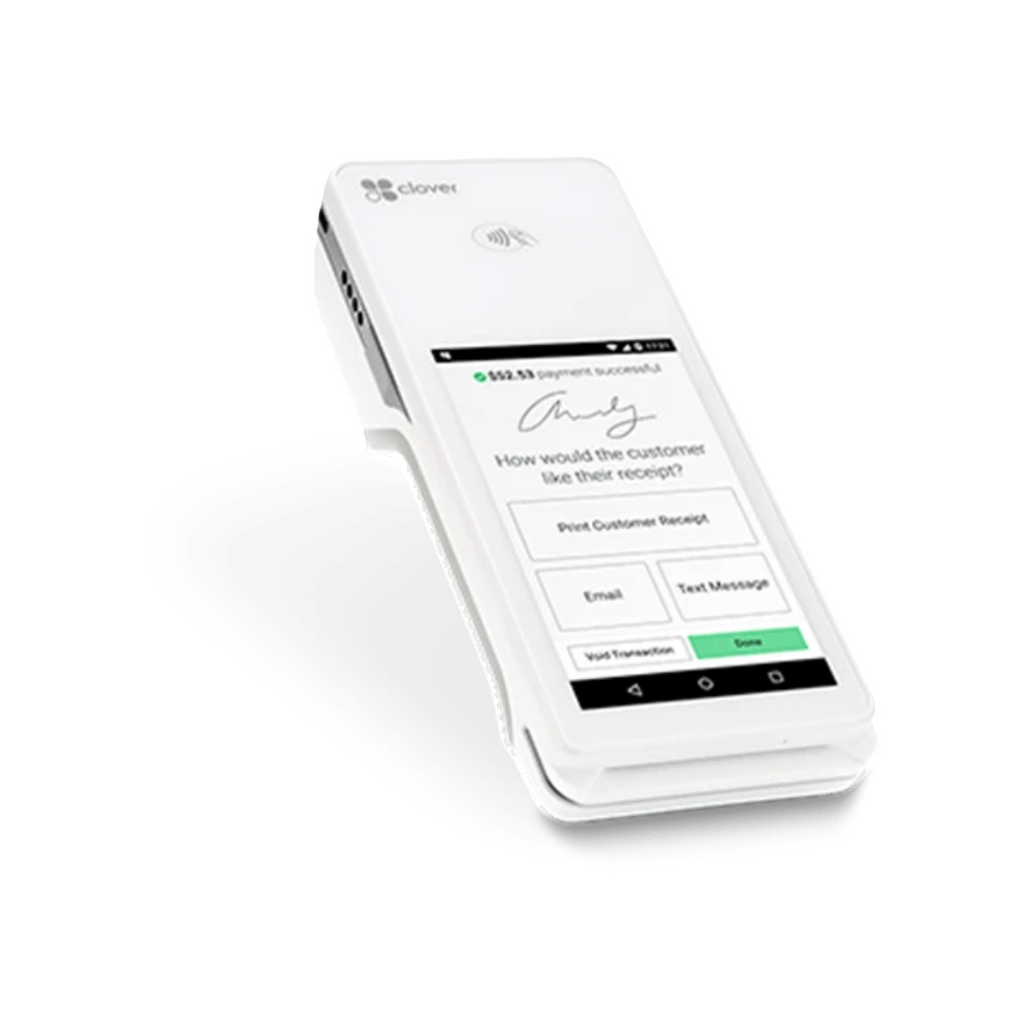 clover
$52.53 payment successful
How would the customer
like their receipt?
Print Customer Receipt
Email
Text Message
Void Transaction
Done